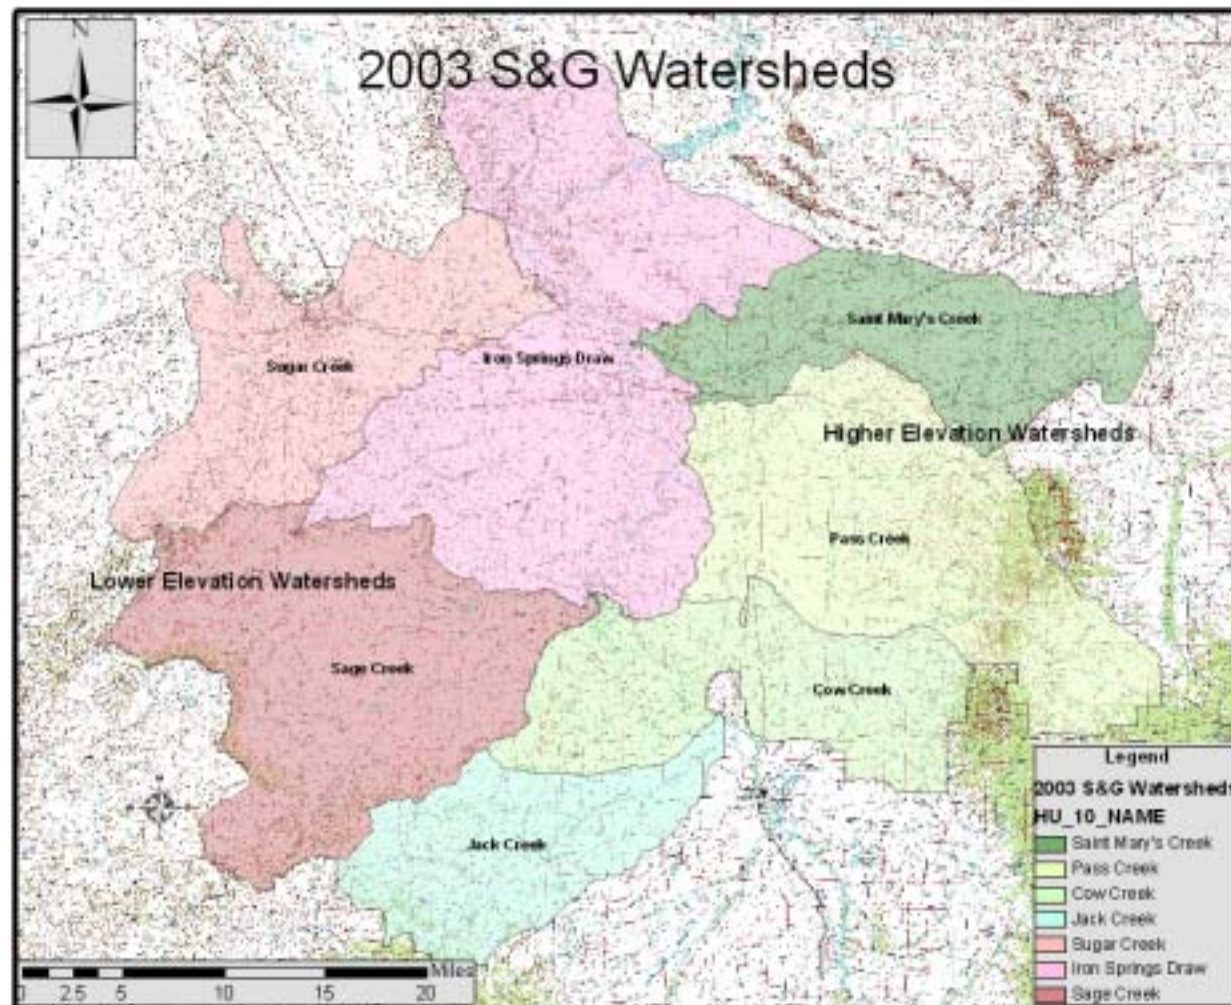 N
2003 S&G Watersheds
Saint Mary's Creek
Iron Springs Draw
Sugar Creek
Higher Elevation Watersheds
Pass Creek
Lower Elevation Watersheds
Sage Creek
Cow Creek
Jack Creek
Legend
2003 S&G Watersheds
HU_10_NAME
Saint Mary's Creek
Pass Creek
Cow Creek
Jack Creek
Sugar Creek
Iron Springs Draw
Sage Creek
Miles
0 2.5 5 10 15 20